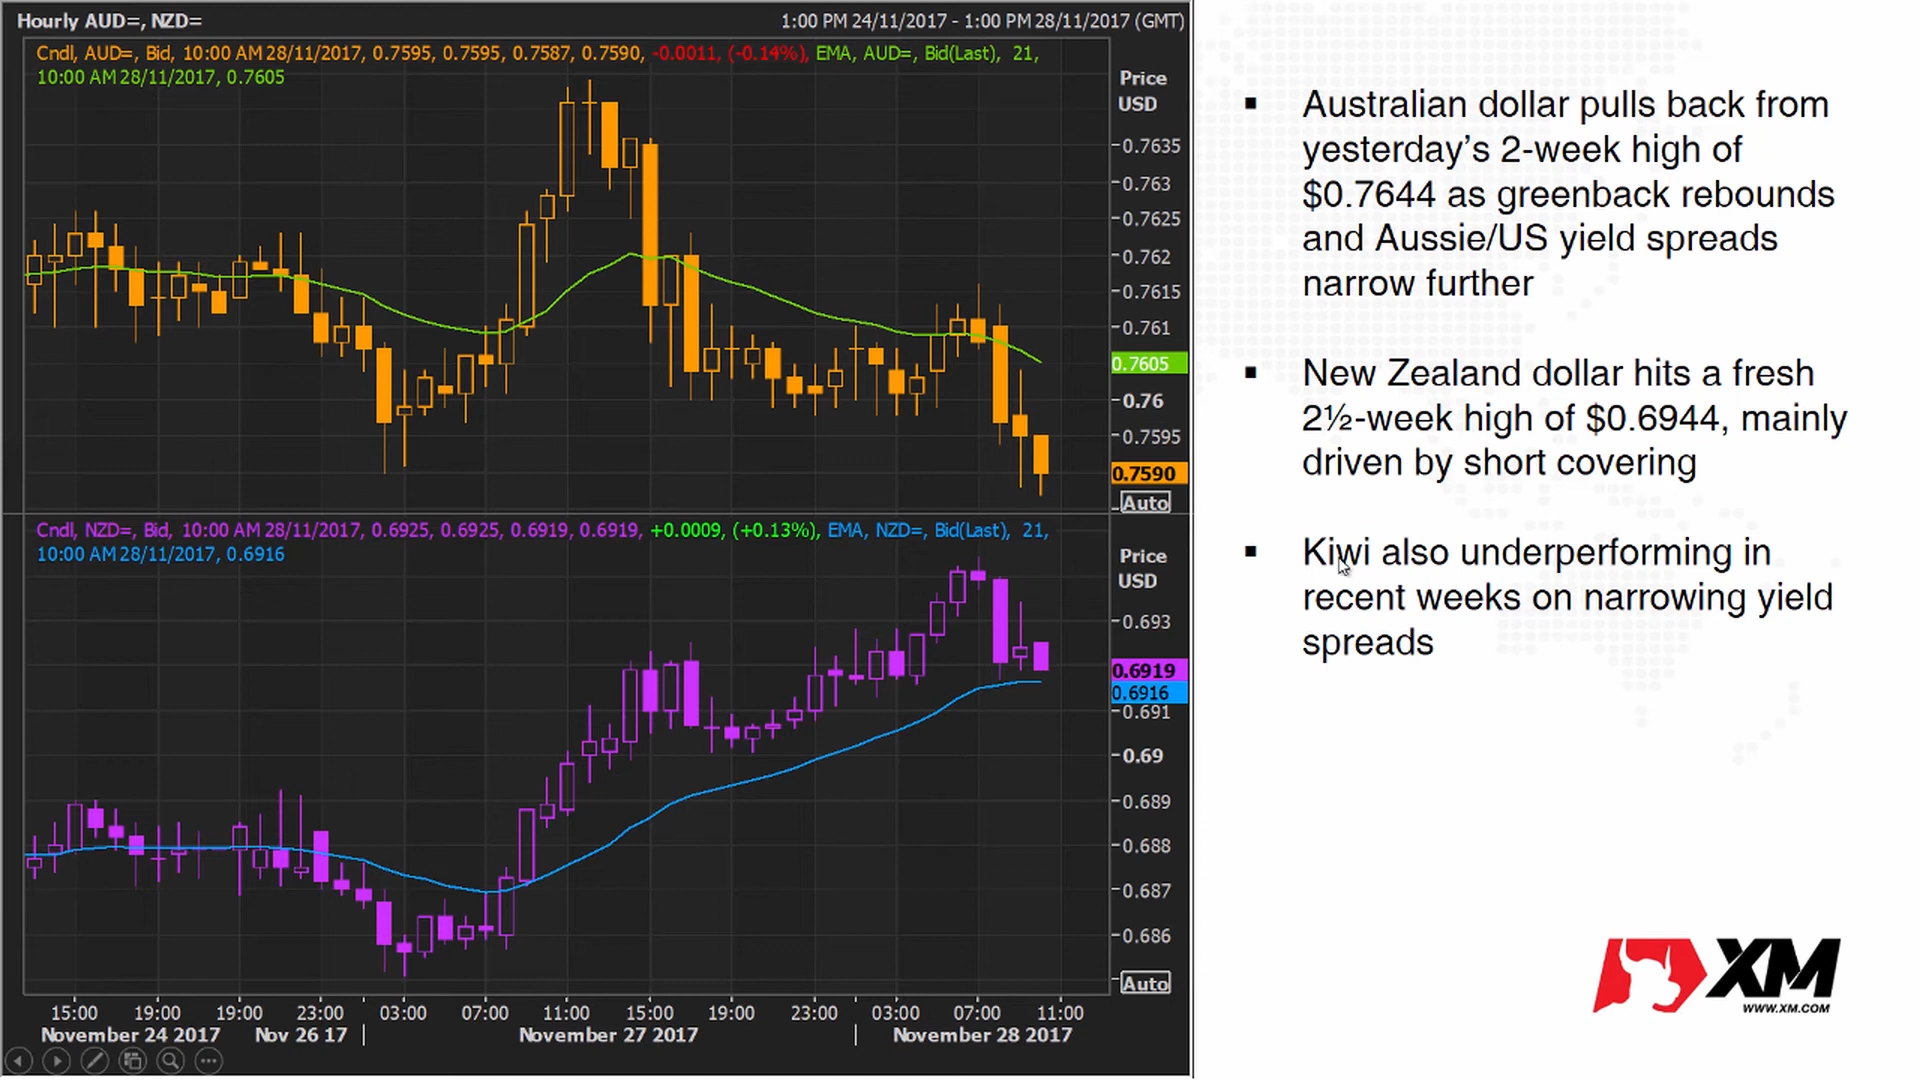 Hourly AUD=, NZD=
1:00 PM 24/11/2017 - 1:00 PM 28/11/2017 (GMT)
Cndl, AUD=, Bid, 10:00 AM 28/11/2017, 0.7595, 0.7595, 0.7587, 0.7590, -0.0011, (-0.14%), EMA, AUD=, Bid(Last), 21,
10:00 AM 28/11/2017, 0.7605
Price
USD
0.7635
0.763
0.7625
0.762
0.7615
0.761
0.7605
0.76
0.7595
0.7590
Auto
Cndl, NZD=, Bid, 10:00 AM 28/11/2017, 0.6925, 0.6925, 0.6919, 0.6919, +0.0009, (+0.13%), EMA, NZD=, Bid(Last), 21,
10:00 AM 28/11/2017, 0.6916
Price
USD
0.693
0.6919
0.6916
0.691
0.69
0.689
0.688
0.687
0.686
Auto
15:00 19:00 19:00 23:00 03:00 07:00 11:00 15:00 19:00 23:00 03:00 07:00 11:00
November 24 2017 Nov 26 17 November 27 2017 November 28 2017
▪ Australian dollar pulls back from
yesterday's 2-week high of
$0.7644 as greenback rebounds
and Aussie/US yield spreads
narrow further
▪ New Zealand dollar hits a fresh
2½-week high of $0.6944, mainly
driven by short covering
▪ Kiwi also underperforming in
recent weeks on narrowing yield
spreads
XM
WWW.XM.COM